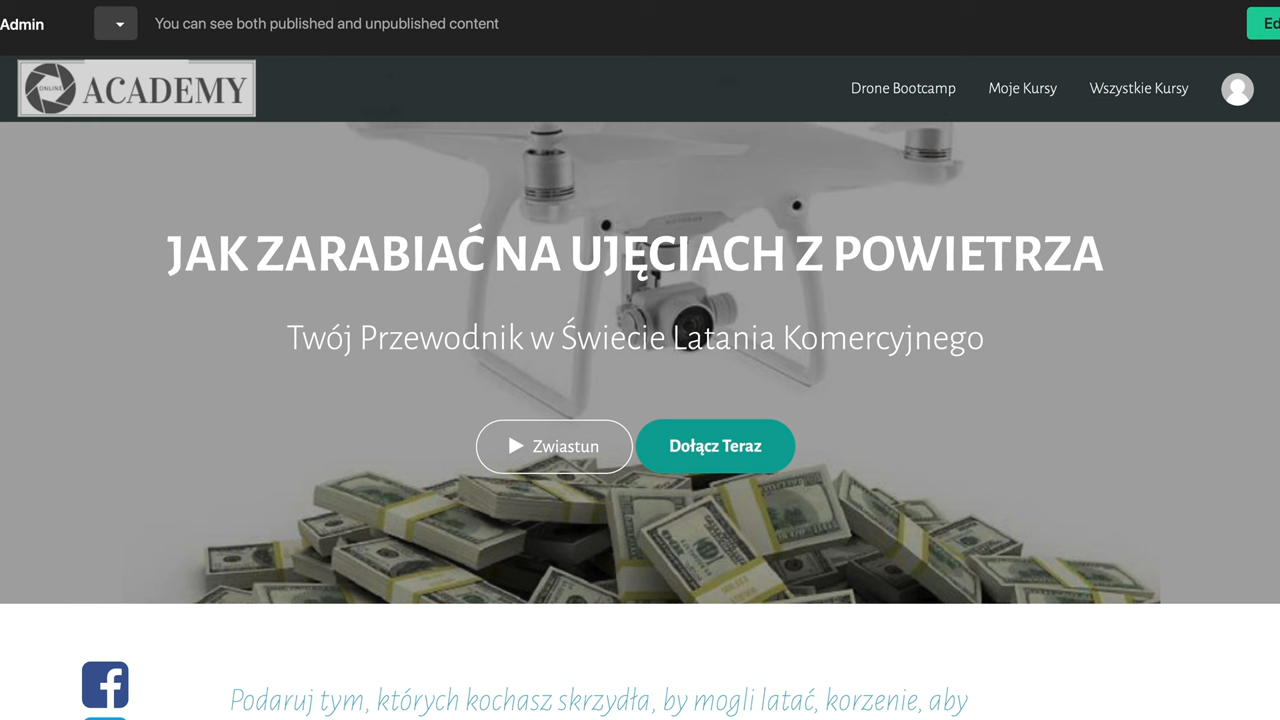 Admin
You can see both published and unpublished content
Ed
ONLINE
ACADEMY
Drone Bootcamp
Moje Kursy
Wszystkie Kursy
JAK ZARABIAĆ NA UJĘCIACH Z POWIETRZA
Twój Przewodnik w Świecie Latania Komercyjnego
Zwiastun
Dołącz Teraz
Podaruj tym, których kochasz skrzydła, by mogli latać, korzenie, aby